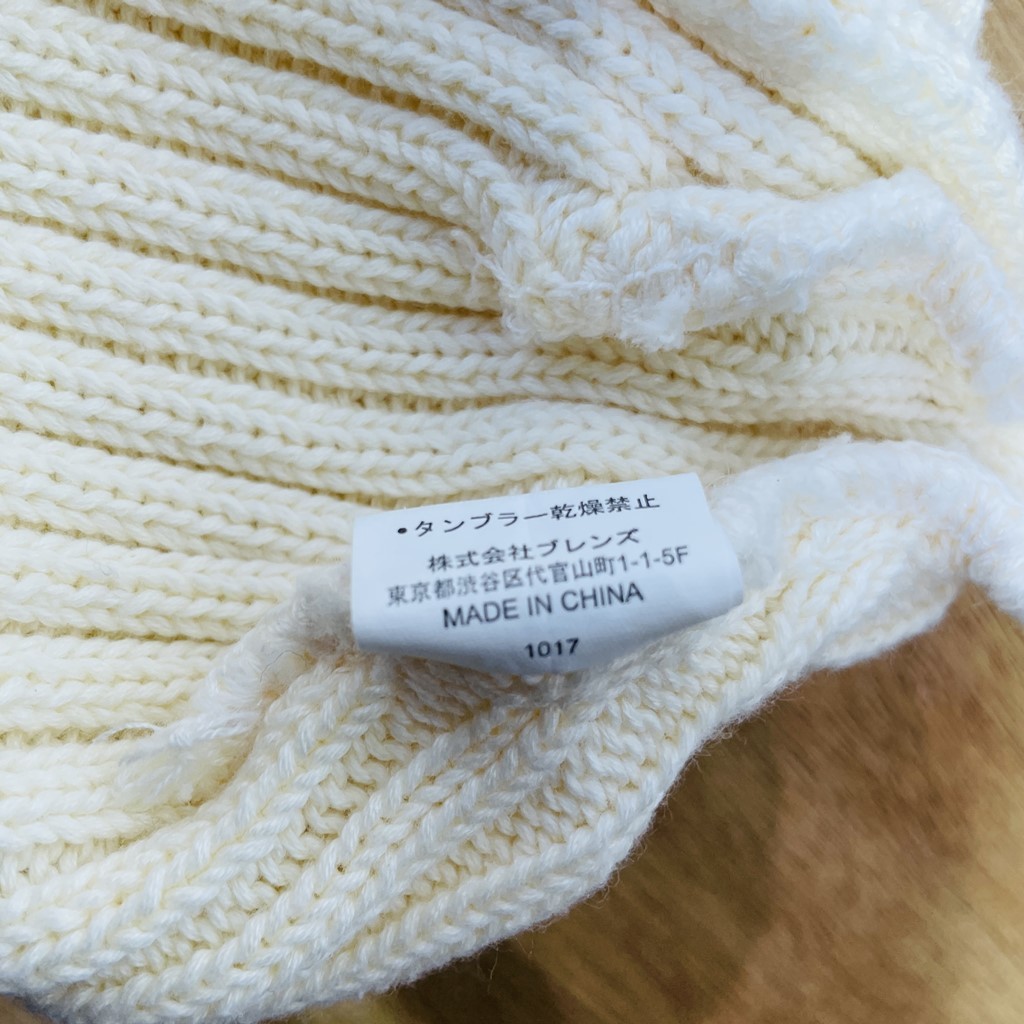 •タンブラー乾燥禁止
株式会社ブレンズ
東京都渋谷区代官山町1-1-5F
MADE IN CHINA
1017